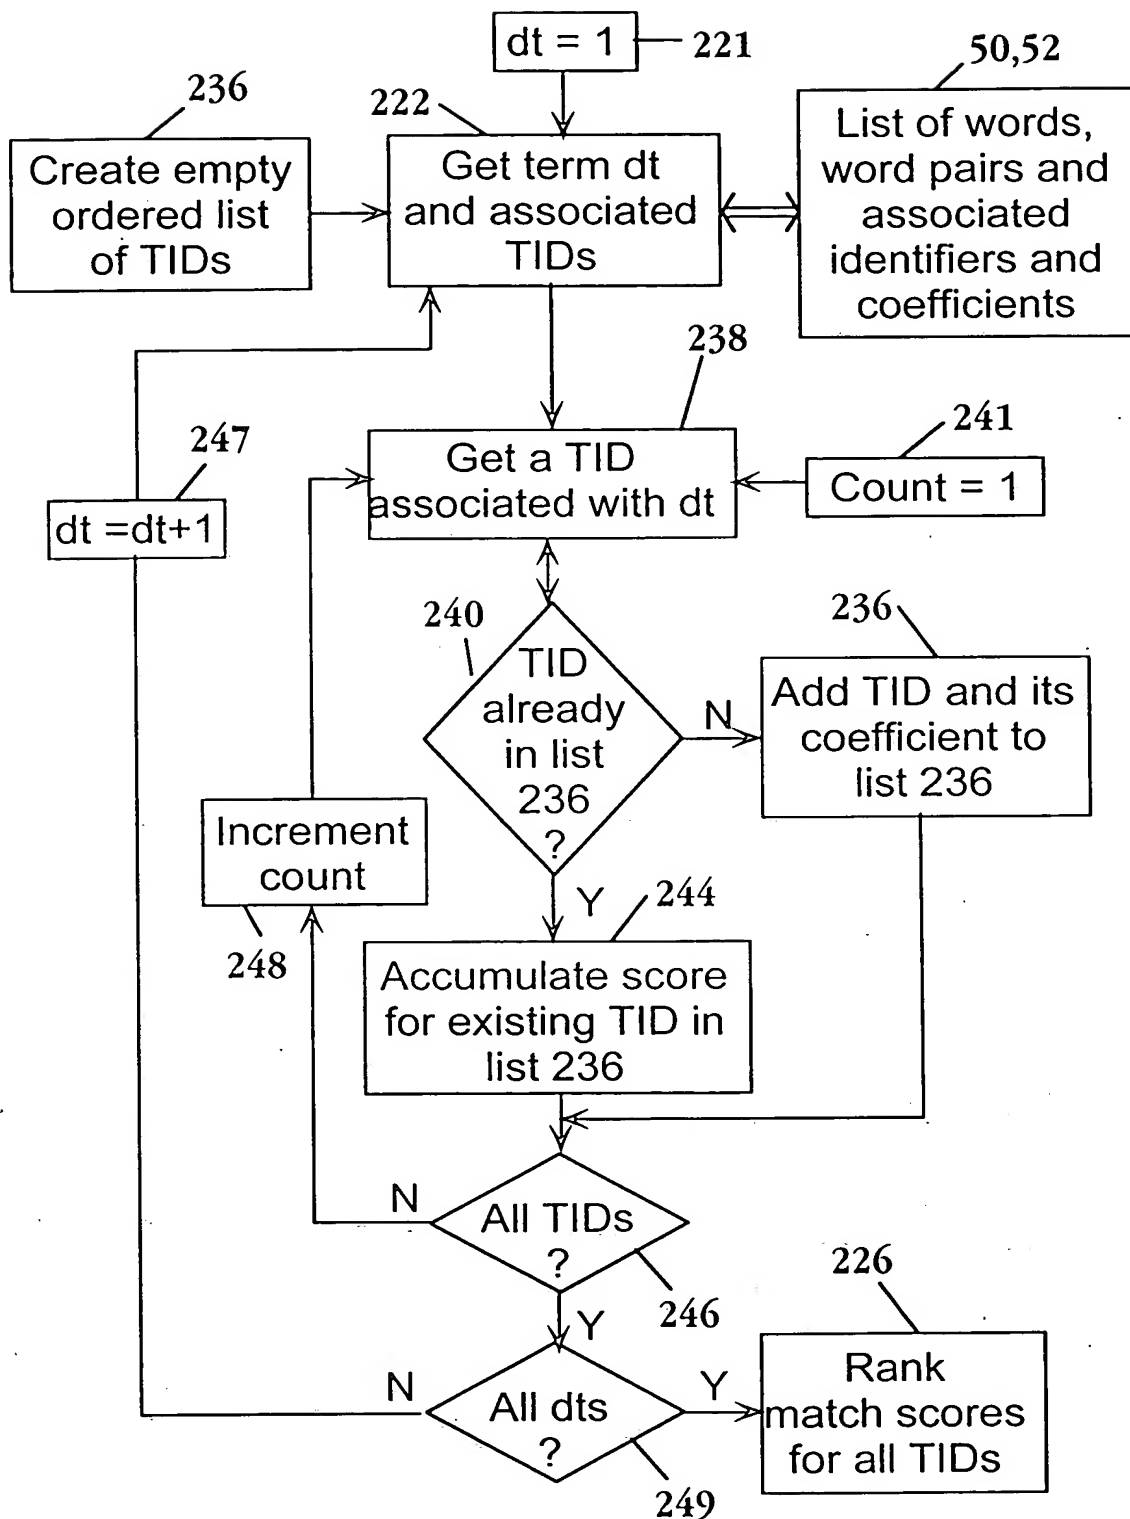 dt = 1
221
50,52
236
222
Create empty
ordered list
of TIDs
Get term dt
and associated
TIDs
List of words,
word pairs and
associated
identifiers and
coefficients
238
247
241
Get a TID
associated with dt
Count = 1
dt =dt+1
240
236
TID
already
in list
236
?
N
Add TID and its
coefficient to
list 236
Increment
count
248
Y
244
Accumulate score
for existing TID in
list 236
N
All TIDs
?
246
226
Y
N
All dts
?
Y
249
Rank
match scores
for all TIDs